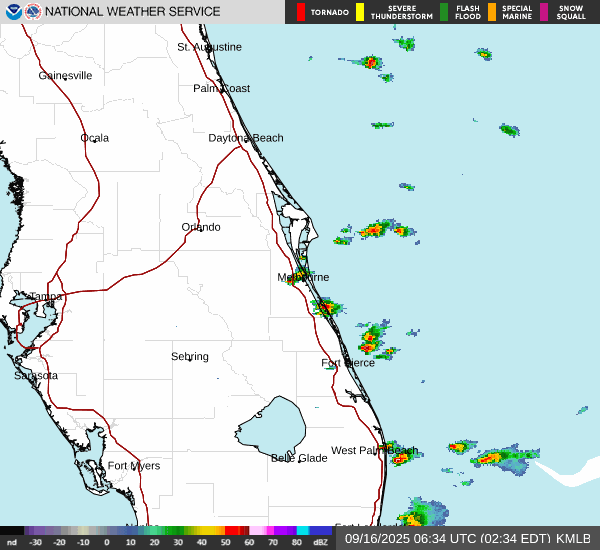 NATIONAL WEATHER SERVICE
TORNADO
SEVERE
THUNDERSTORM
FLASH
FLOOD
SPECIAL
MARINE
SNOW
SQUALL
St. Augustine
Gainesville
Palm Coast
Ocala
Daytona Beach
Orlando
Melbourne
Tampa
Sebring
Fort Pierce
Sarasota
West Palm Beach
Belle Glade
Fort Myers
nd -30 -20 -10 0 10 20 30 40 50 60 70 80 dBZ
09/16/2025 06:34 UTC (02:34 EDT) KMLB